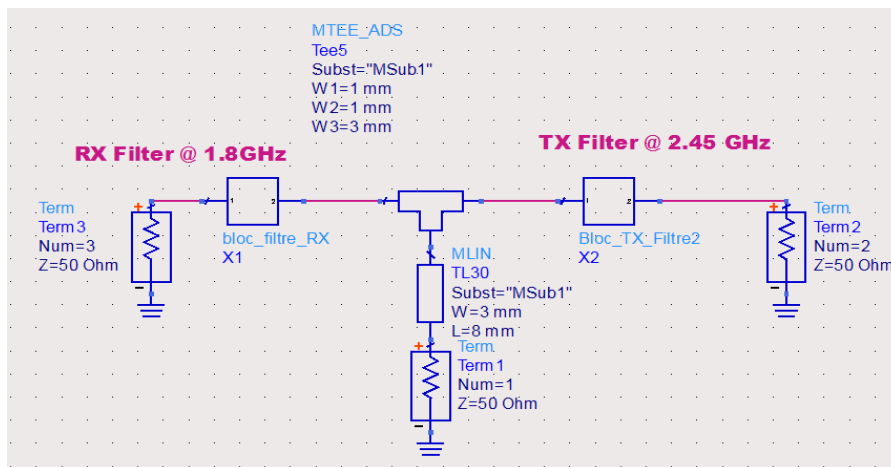 MTEE_ADS
Tee5
Subst="MSub1"
W1=1 mm
W2=1 mm
W3=3 mm
RX Filter @ 1.8GHz
TX Filter @ 2.45 GHz
Term
Term3
Num=3
Z=50 Ohm
+
-
1
2
bloc_filtre_RX
X1
1
2
Bloc_TX_Filtre2
X2
+
-
Term
Term2
Num=2
Z=50 Ohm
MLIN
TL30
Subst="MSub1"
W=3 mm
L=8 mm
+
-
Term
Term1
Num=1
Z=50 Ohm